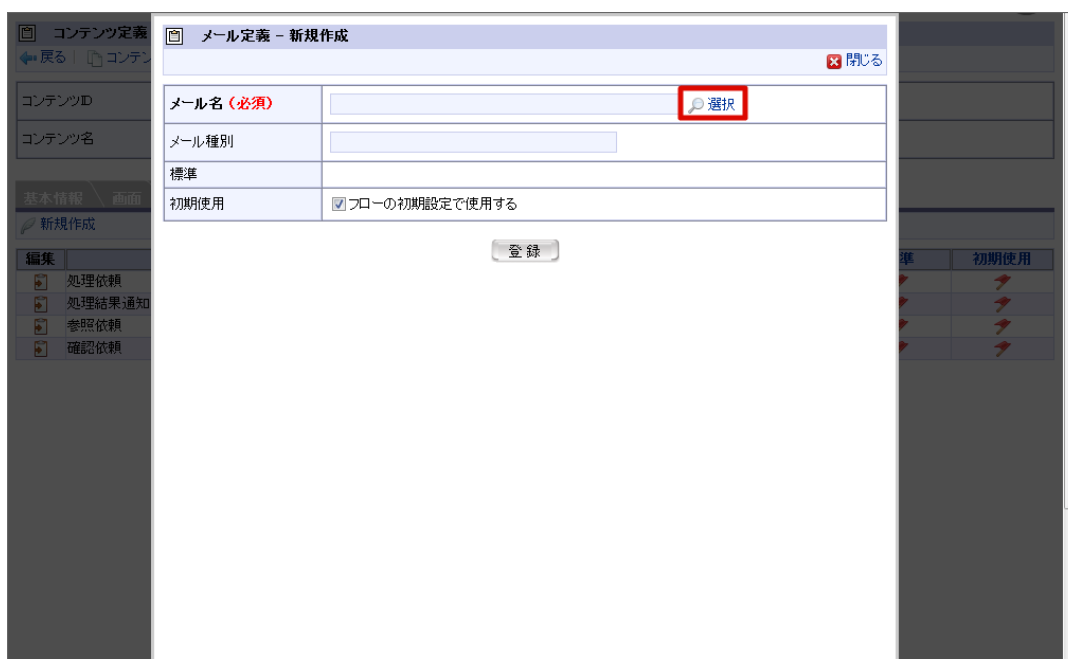 コンテンツ定義
戻る | コンテン
コンテンツID
コンテンツ名
基本情報 画面
新規作成
編集
処理依頼
処理結果通知
参照依頼
確認依頼
メール定義 - 新規作成
閉じる
メール名(必須) 選択
メール種別
標準
初期使用 フローの初期設定で使用する
登録
準 初期使用